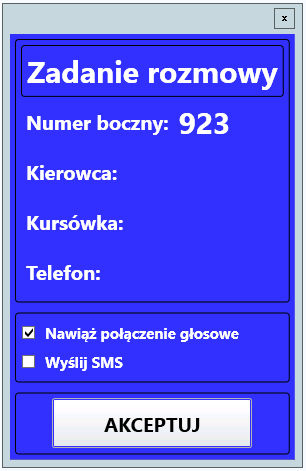 x
Zadanie rozmowy
Numer boczny: 923
Kierowca:
Kursówka:
Telefon:
Nawiąż połączenie głosowe
Wyślij SMS
AKCEPTUJ